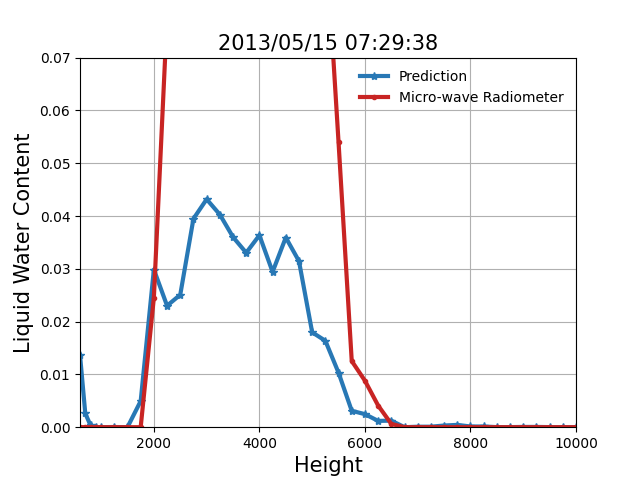 2013/05/15 07:29:38
Prediction
Micro-wave Radiometer
Liquid Water Content
0.07
0.06
0.05
0.04
0.03
0.02
0.01
0.00
2000 4000 6000 8000 10000
Height